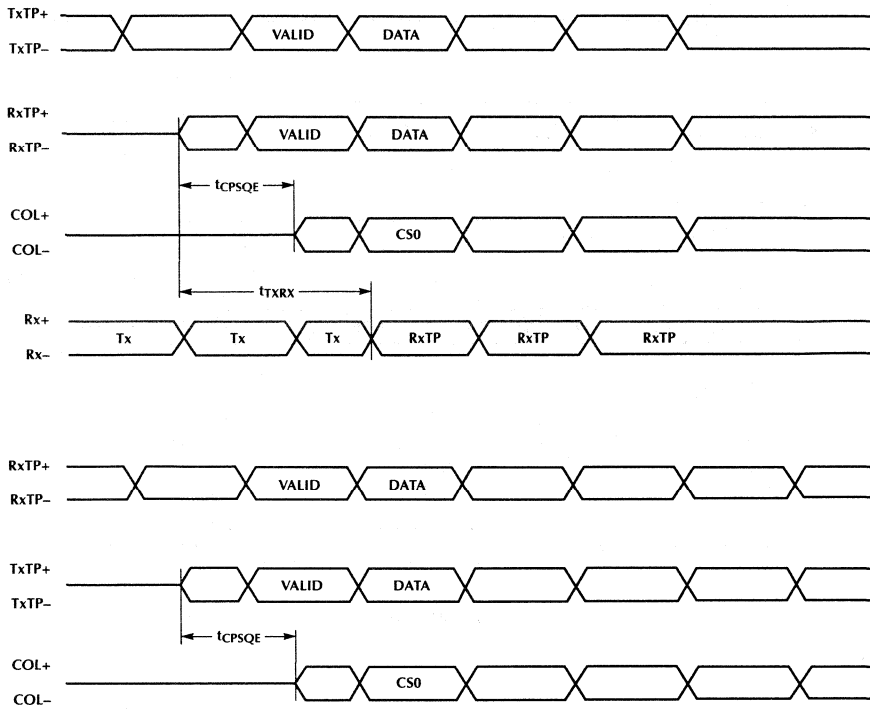 TxTP+
TxTP–
VALID DATA
RxTP+
RxTP–
VALID DATA
tCPSQE
COL+
COL–
CS0
tTXRX
Rx+
Rx–
Tx Tx Tx RxTP RxTP RxTP
RxTP+
RxTP–
VALID DATA
TxTP+
TxTP–
VALID DATA
tCPSQE
COL+
COL–
CS0